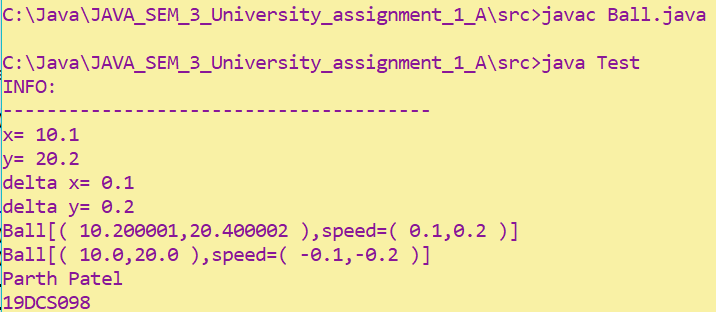 C:\Java\JAVA_SEM_3_University_assignment_1_A\src>javac Ball.java
C:\Java\JAVA_SEM_3_University_assignment_1_A\src>java Test
INFO:
---------------------------------------
x= 10.1
y= 20.2
delta x= 0.1
delta y= 0.2
Ball[( 10.200001,20.400002 ),speed=( 0.1,0.2 )]
Ball[( 10.0,20.0 ),speed=( -0.1,-0.2 )]
Parth Patel
19DCS098